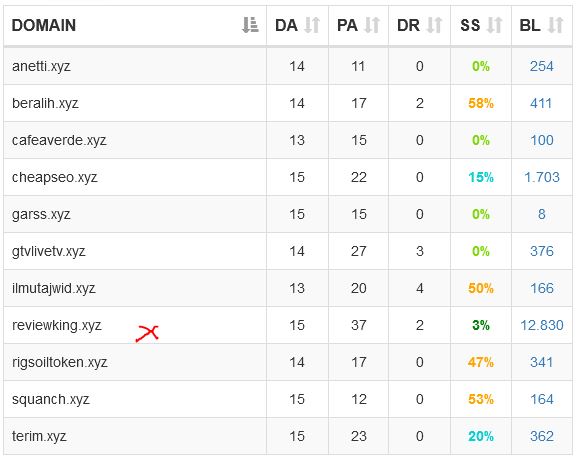 DOMAIN DA PA DR SS BL
anetti.xyz 14 11 0 0% 254
beralih.xyz 14 17 2 58% 411
cafeaverde.xyz 13 15 0 0% 100
cheapseo.xyz 15 22 0 15% 1.703
garss.xyz 15 15 0 0% 8
gtvlivetv.xyz 14 27 3 0% 376
ilmutajwid.xyz 13 20 4 50% 166
reviewking.xyz 15 37 2 3% 12.830
rigsoiltoken.xyz 14 17 0 47% 341
squanch.xyz 15 12 0 53% 164
terim.xyz 15 23 0 20% 362